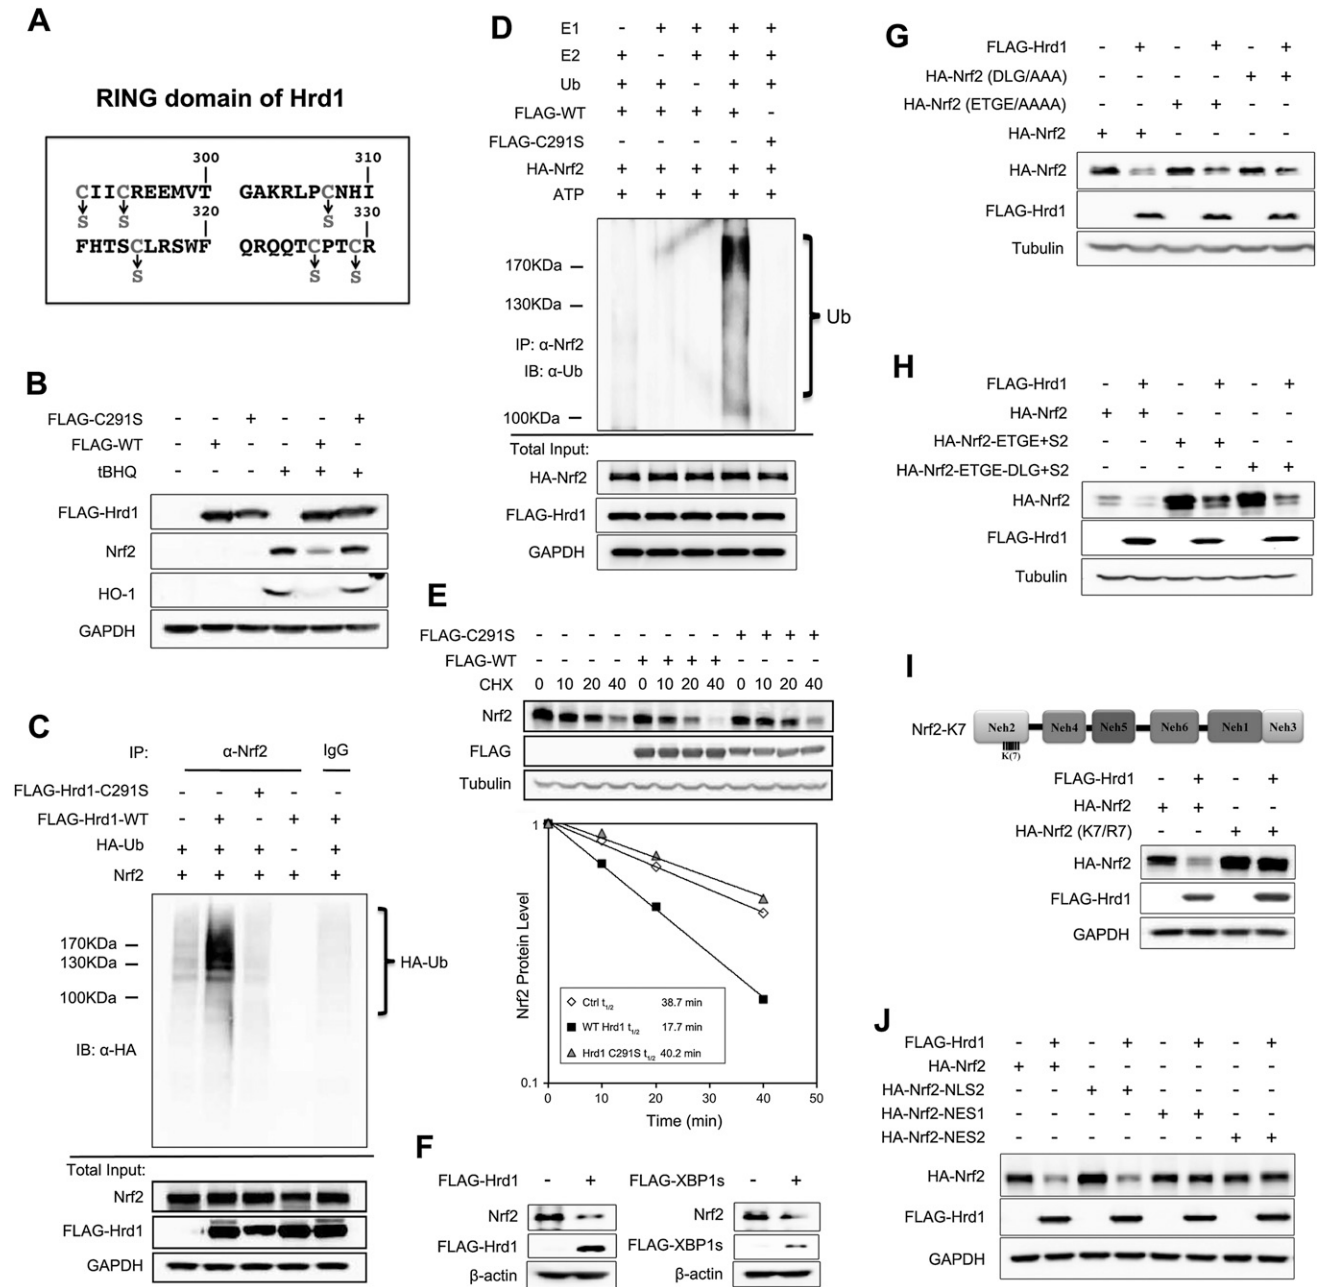 A
RING domain of Hrd1
300 310
CIICREEMVT GAKRLPCNHI
S S S
320 330
FHTSCLRSWF QRQQTCPTCR
S S S
B
FLAG-C291S - - + - - +
FLAG-WT - + - - + -
tBHQ - - - + + +
FLAG-Hrd1
Nrf2
HO-1
GAPDH
C
IP: α-Nrf2 IgG
FLAG-Hrd1-C291S - - + - -
FLAG-Hrd1-WT - + - + +
HA-Ub + + + - +
Nrf2 + + + + +
170KDa
130KDa
HA-Ub
100KDa
IB: α-HA
Total Input:
Nrf2
FLAG-Hrd1
GAPDH
D
E1 - + + + +
E2 + - + + +
Ub + + - + +
FLAG-WT + + + + -
FLAG-C291S - - - - +
HA-Nrf2 + + + + +
ATP + + + + +
170KDa
130KDa
Ub
IP: α-Nrf2
IB: α-Ub
100KDa
Total Input:
HA-Nrf2
FLAG-Hrd1
GAPDH
E
FLAG-C291S - - - - - - - - + + + +
FLAG-WT - - - - + + + + - - - -
CHX 0 10 20 40 0 10 20 40 0 10 20 40
Nrf2
FLAG
Tubulin
1
Nrf2 Protein Level
Ctrl t1/2 38.7 min
WT Hrd1 t1/2 17.7 min
Hrd1 C291S t1/2 40.2 min
0.1
0 10 20 30 40 50
Time (min)
F
FLAG-Hrd1 - +
Nrf2
FLAG-Hrd1
β-actin
FLAG-XBP1s - +
Nrf2
FLAG-XBP1s
β-actin
G
FLAG-Hrd1 - + - + - +
HA-Nrf2 (DLG/AAA) - - - - + +
HA-Nrf2 (ETGE/AAAA) - - + + - -
HA-Nrf2 + + - - - -
HA-Nrf2
FLAG-Hrd1
Tubulin
H
FLAG-Hrd1 - + - + - +
HA-Nrf2 + + - - - -
HA-Nrf2-ETGE+S2 - - + + - -
HA-Nrf2-ETGE-DLG+S2 - - - - + +
HA-Nrf2
FLAG-Hrd1
Tubulin
I
Nrf2-K7 Neh2 Neh4 Neh5 Neh6 Neh1 Neh3
K(7)
FLAG-Hrd1 - + - +
HA-Nrf2 + + - -
HA-Nrf2 (K7/R7) - - + +
HA-Nrf2
FLAG-Hrd1
GAPDH
J
FLAG-Hrd1 - + - + - + - +
HA-Nrf2 + + - - - - - -
HA-Nrf2-NLS2 - - + + - - - -
HA-Nrf2-NES1 - - - - + + - -
HA-Nrf2-NES2 - - - - - - + +
HA-Nrf2
FLAG-Hrd1
GAPDH